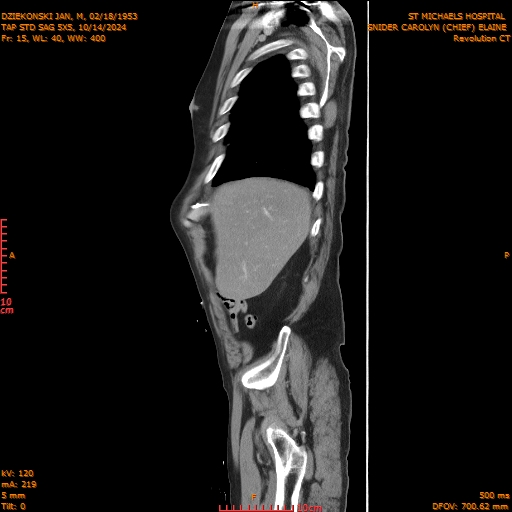 DZIEKONSKI JAN, M, 02/18/1953
TAP STD SAG 5X5, 10/14/2024
Fr: 15, WL: 40, WW: 400
H
ST MICHAELS HOSPITAL
SNIDER CAROLYN (CHIEF) ELAINE
Revolution CT
A
P
10
cm
kV: 120
mA: 219
5 mm
Tilt: 0
F
10cm
500 ms
DFOV: 700.62 mm